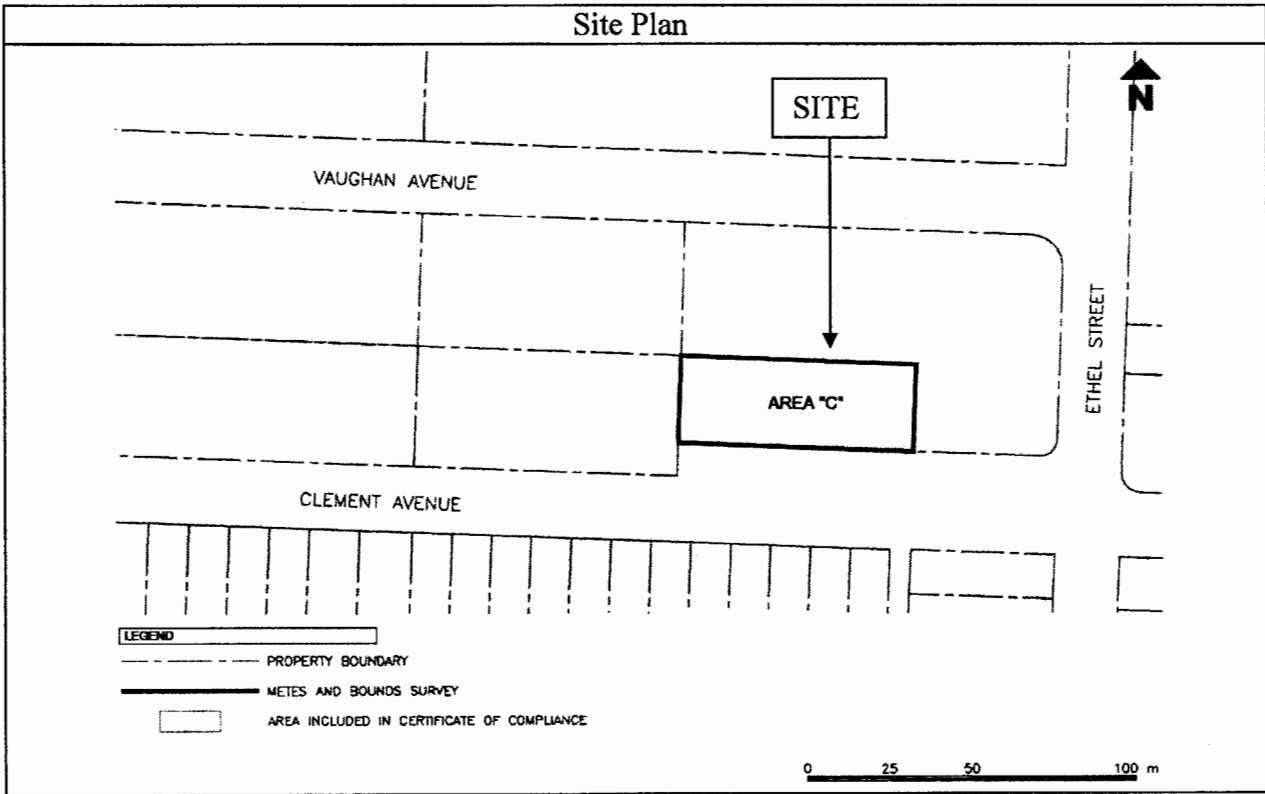 Site Plan
SITE
N
VAUGHAN AVENUE
ETHEL STREET
AREA "C"
CLEMENT AVENUE
LEGEND
PROPERTY BOUNDARY
METES AND BOUNDS SURVEY
AREA INCLUDED IN CERTIFICATE OF COMPLIANCE
0 25 50 100 m